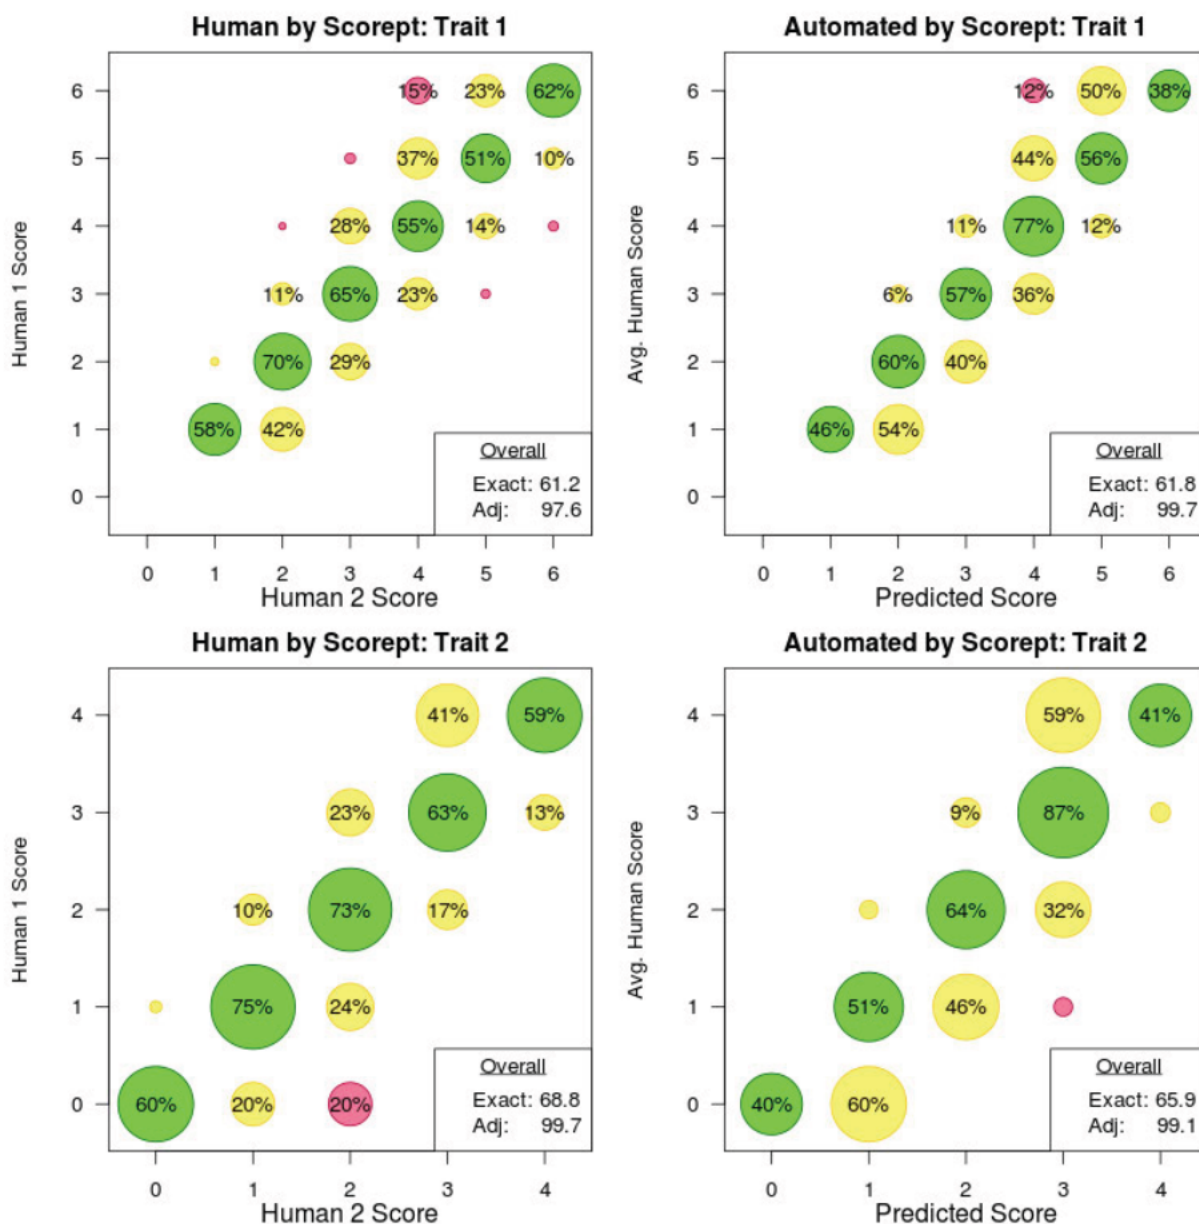 Human by Scorept: Trait 1
6
5
4
3
2
1
0
Human 1 Score
15% 23% 62%
37% 51% 10%
28% 55% 14%
11% 65% 23%
70% 29%
58% 42%
Overall
Exact: 61.2
Adj: 97.6
0 1 2 3 4 5 6
Human 2 Score
Automated by Scorept: Trait 1
6
5
4
3
2
1
0
Avg. Human Score
12% 50% 38%
44% 56%
11% 77% 12%
6% 57% 36%
60% 40%
46% 54%
Overall
Exact: 61.8
Adj: 99.7
0 1 2 3 4 5 6
Predicted Score
Human by Scorept: Trait 2
4
3
2
1
0
Human 1 Score
41% 59%
23% 63% 13%
10% 73% 17%
75% 24%
60% 20% 20%
Overall
Exact: 68.8
Adj: 99.7
0 1 2 3 4
Human 2 Score
Automated by Scorept: Trait 2
4
3
2
1
0
Avg. Human Score
59% 41%
9% 87%
64% 32%
51% 46%
40% 60%
Overall
Exact: 65.9
Adj: 99.1
0 1 2 3 4
Predicted Score